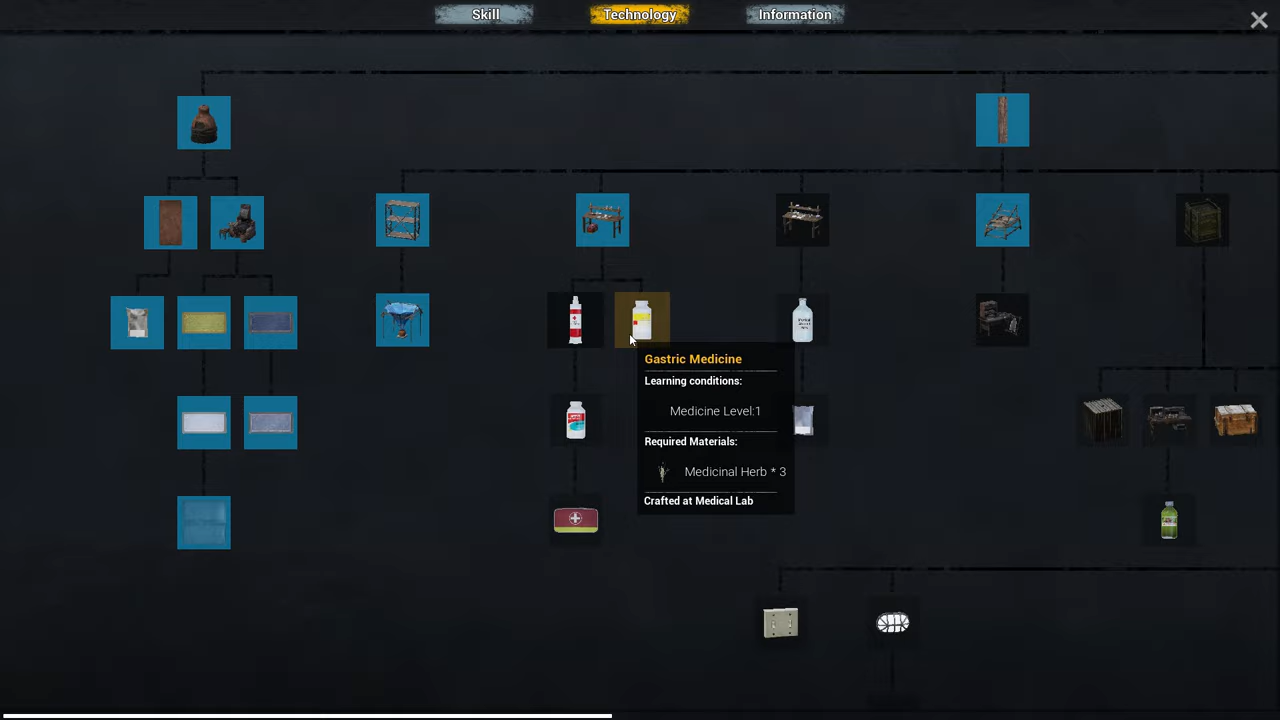 Skill
Technology
Information
Gastric Medicine
Learning conditions:
Medicine Level:1
Required Materials:
Medicinal Herb * 3
Crafted at Medical Lab